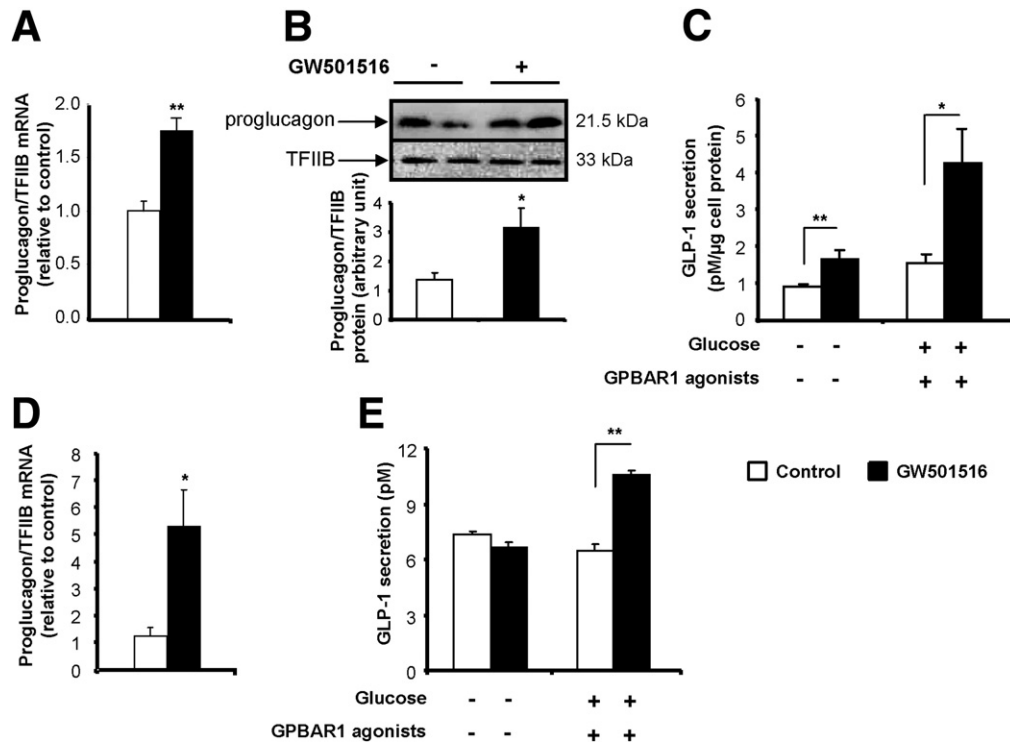 A
Proglucagon/TFIIB mRNA
(relative to control)
2.0
1.5
1.0
0.5
0.0
**
B
GW501516 - +
proglucagon 21.5 kDa
TFIIB 33 kDa
Proglucagon/TFIIB
protein (arbitrary unit)
4
3
2
1
0
*
C
GLP-1 secretion
(pM/µg cell protein)
6
5
4
3
2
1
0
**
*
Glucose - - + +
GPBAR1 agonists - - + +
D
Proglucagon/TFIIB mRNA
(relative to control)
8
7
6
5
4
3
2
1
0
*
E
GLP-1 secretion (pM)
12
9
6
3
0
**
Glucose - - + +
GPBAR1 agonists - - + +
Control GW501516